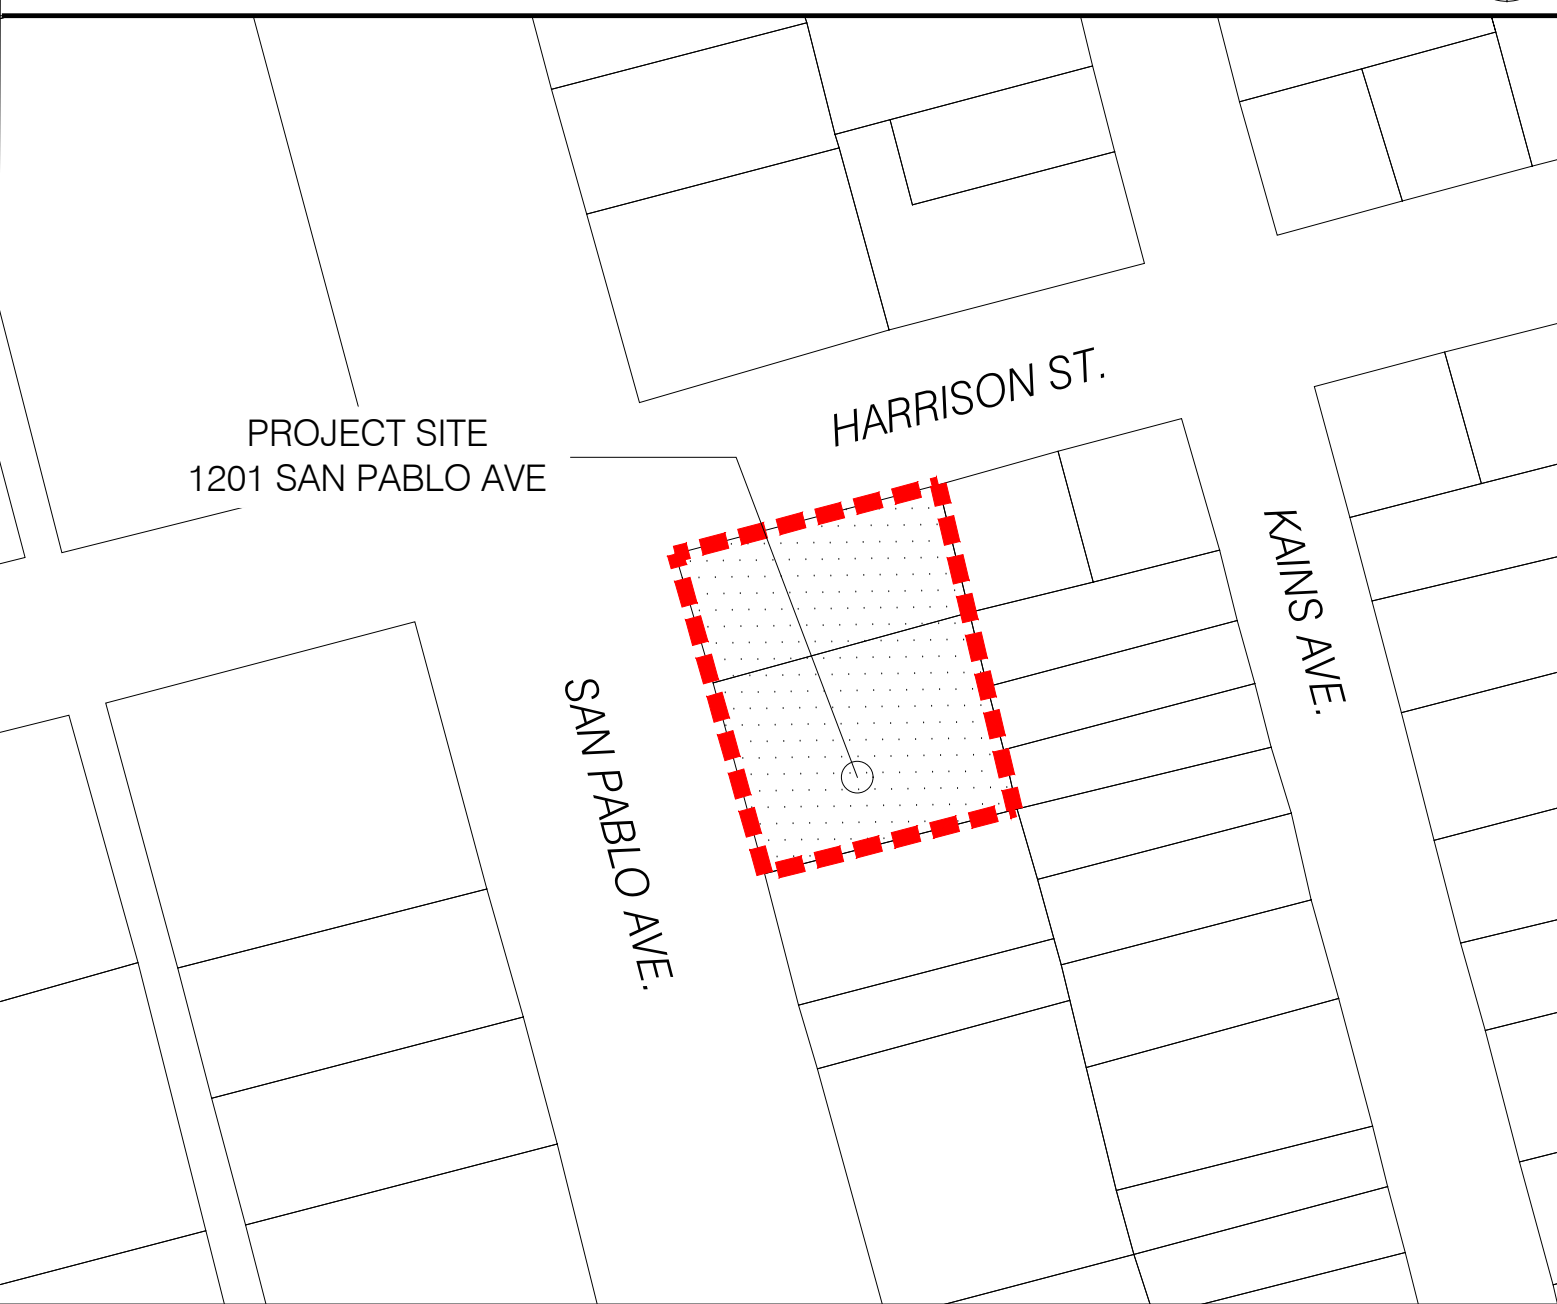 HARRISON ST.
PROJECT SITE
1201 SAN PABLO AVE
KAINS AVE.
SAN PABLO AVE.